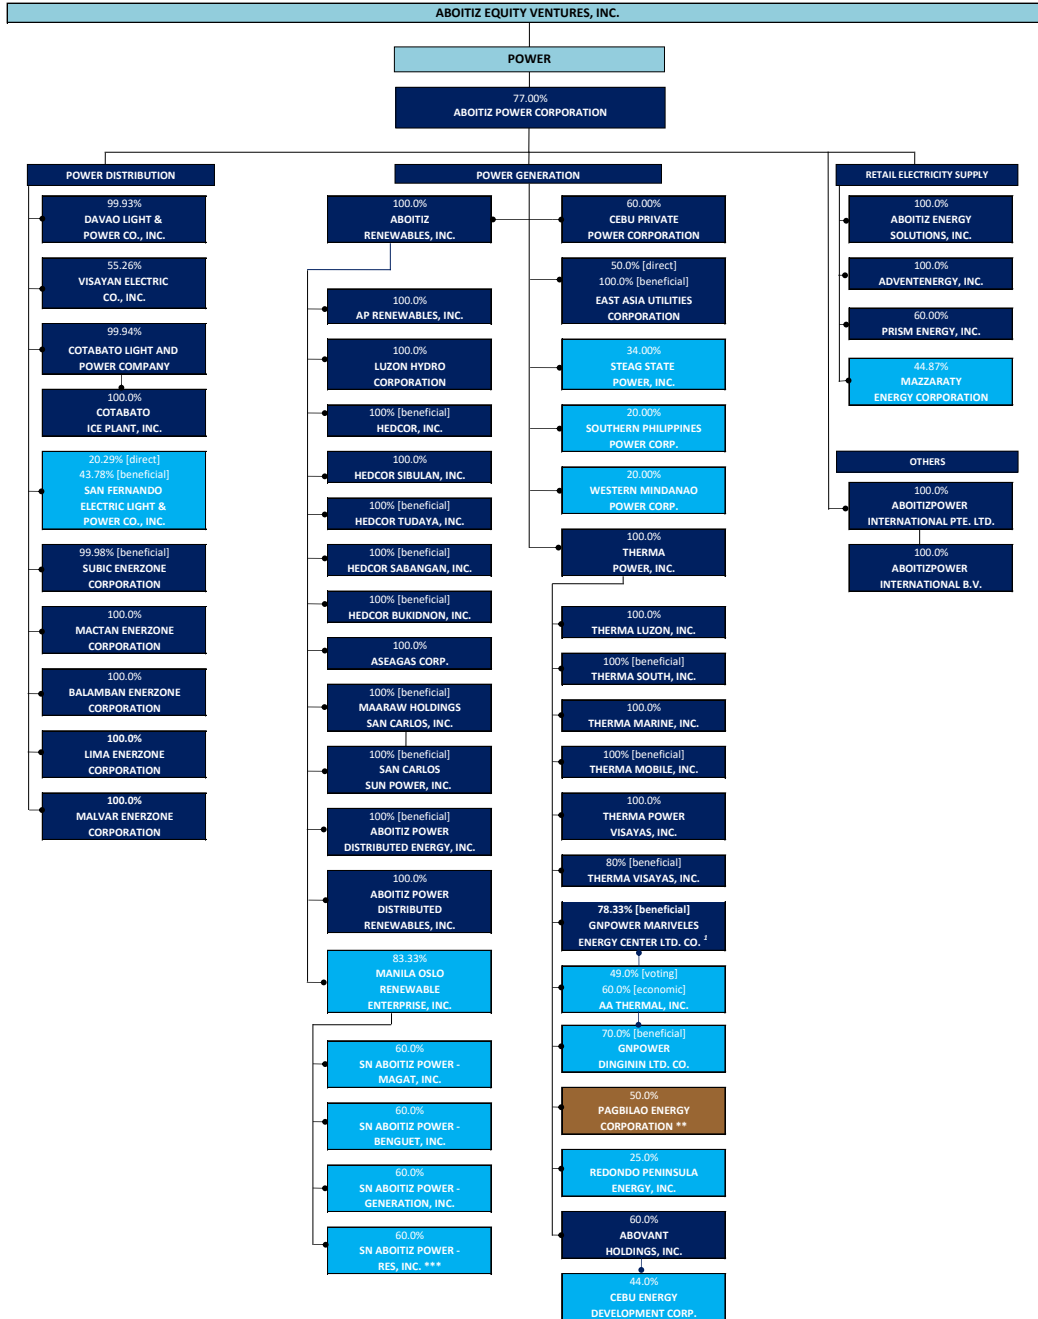 ABOITIZ EQUITY VENTURES, INC.
POWER
77.00%
ABOITIZ POWER CORPORATION
POWER DISTRIBUTION
99.93%
DAVAO LIGHT &
POWER CO., INC.
55.26%
VISAYAN ELECTRIC
CO., INC.
99.94%
COTABATO LIGHT AND
POWER COMPANY
100.0%
COTABATO
ICE PLANT, INC.
20.29% [direct]
43.78% [beneficial]
SAN FERNANDO
ELECTRIC LIGHT &
POWER CO., INC.
99.98% [beneficial]
SUBIC ENERZONE
CORPORATION
100.0%
MACTAN ENERZONE
CORPORATION
100.0%
BALAMBAN ENERZONE
CORPORATION
100.0%
LIMA ENERZONE
CORPORATION
100.0%
MALVAR ENERZONE
CORPORATION
POWER GENERATION
100.0%
ABOITIZ
RENEWABLES, INC.
100.0%
AP RENEWABLES, INC.
100.0%
LUZON HYDRO
CORPORATION
100% [beneficial]
HEDCOR, INC.
100.0%
HEDCOR SIBULAN, INC.
100% [beneficial]
HEDCOR TUDAYA, INC.
100% [beneficial]
HEDCOR SABANGAN, INC.
100% [beneficial]
HEDCOR BUKIDNON, INC.
100.0%
ASEAGAS CORP.
100% [beneficial]
MAARAW HOLDINGS
SAN CARLOS, INC.
100% [beneficial]
SAN CARLOS
SUN POWER, INC.
100% [beneficial]
ABOITIZ POWER
DISTRIBUTED ENERGY, INC.
100.0%
ABOITIZ POWER
DISTRIBUTED
RENEWABLES, INC.
83.33%
MANILA OSLO
RENEWABLE
ENTERPRISE, INC.
60.0%
SN ABOITIZ POWER -
MAGAT, INC.
60.0%
SN ABOITIZ POWER -
BENGUET, INC.
60.0%
SN ABOITIZ POWER -
GENERATION, INC.
60.0%
SN ABOITIZ POWER -
RES, INC. ***
60.00%
CEBU PRIVATE
POWER CORPORATION
50.0% [direct]
100.0% [beneficial]
EAST ASIA UTILITIES
CORPORATION
34.00%
STEAG STATE
POWER, INC.
20.00%
SOUTHERN PHILIPPINES
POWER CORP.
20.00%
WESTERN MINDANAO
POWER CORP.
100.0%
THERMA
POWER, INC.
100.0%
THERMA LUZON, INC.
100% [beneficial]
THERMA SOUTH, INC.
100.0%
THERMA MARINE, INC.
100% [beneficial]
THERMA MOBILE, INC.
100.0%
THERMA POWER
VISAYAS, INC.
80% [beneficial]
THERMA VISAYAS, INC.
78.33% [beneficial]
GNPOWER MARIVELES
ENERGY CENTER LTD. CO. ¹
49.0% [voting]
60.0% [economic]
AA THERMAL, INC.
70.0% [beneficial]
GNPOWER
DINGININ LTD. CO.
50.0%
PAGBILAO ENERGY
CORPORATION **
25.0%
REDONDO PENINSULA
ENERGY, INC.
60.0%
ABOVANT
HOLDINGS, INC.
44.0%
CEBU ENERGY
DEVELOPMENT CORP.
RETAIL ELECTRICITY SUPPLY
100.0%
ABOITIZ ENERGY
SOLUTIONS, INC.
100.0%
ADVENTENERGY, INC.
60.00%
PRISM ENERGY, INC.
44.87%
MAZZARATY
ENERGY CORPORATION
OTHERS
100.0%
ABOITIZPOWER
INTERNATIONAL PTE. LTD.
100.0%
ABOITIZPOWER
INTERNATIONAL B.V.